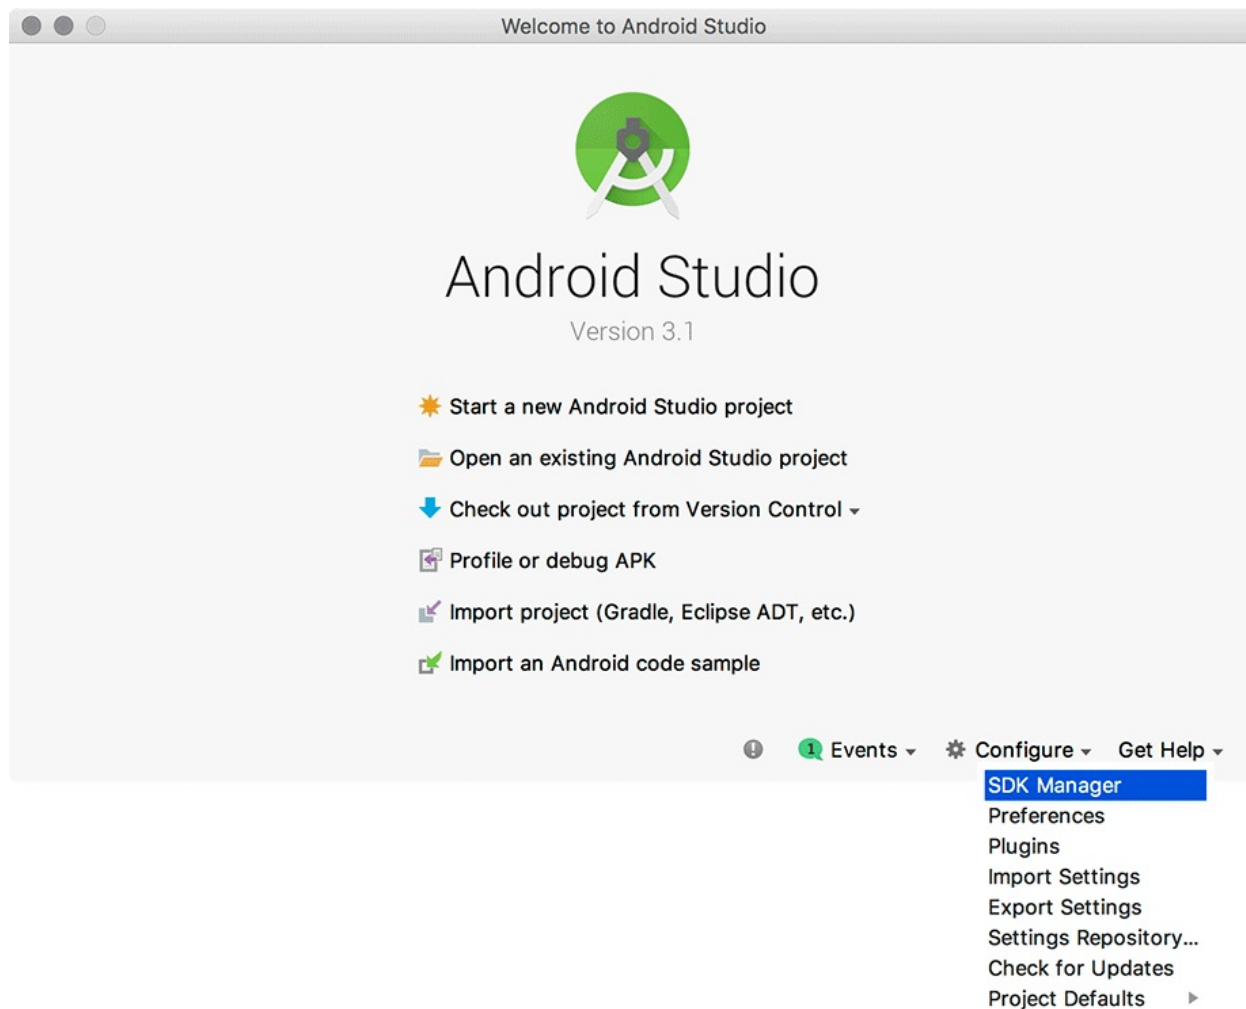 Welcome to Android Studio
Android Studio
Version 3.1
Start a new Android Studio project
Open an existing Android Studio project
Check out project from Version Control
Profile or debug APK
Import project (Gradle, Eclipse ADT, etc.)
Import an Android code sample
1 Events Configure Get Help
SDK Manager
Preferences
Plugins
Import Settings
Export Settings
Settings Repository...
Check for Updates
Project Defaults